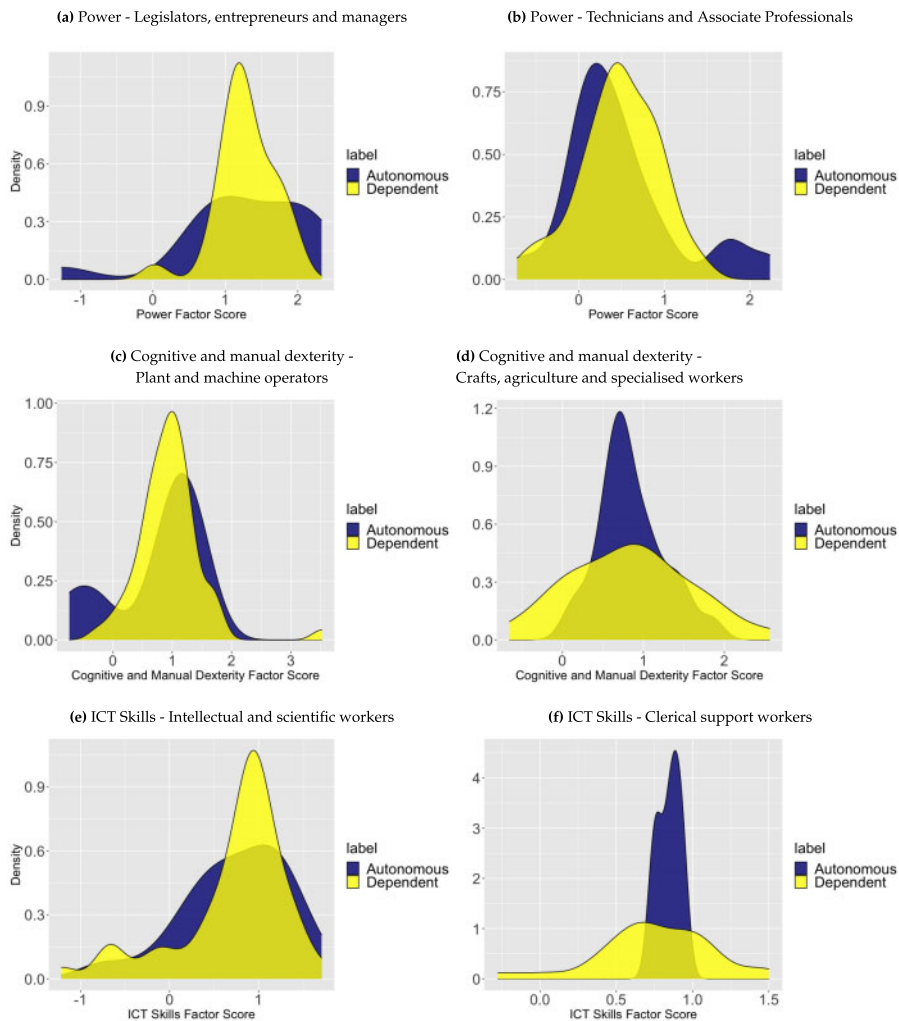 (a) Power - Legislators, entrepreneurs and managers
0.9
0.6
0.3
0.0
Density
-1 0 1 2
Power Factor Score
label
Autonomous
Dependent
(b) Power - Technicians and Associate Professionals
0.75
0.50
0.25
0.00
0 1 2
Power Factor Score
label
Autonomous
Dependent
(c) Cognitive and manual dexterity -
Plant and machine operators
1.00
0.75
0.50
0.25
0.00
Density
0 1 2 3
Cognitive and Manual Dexterity Factor Score
label
Autonomous
Dependent
(d) Cognitive and manual dexterity -
Crafts, agriculture and specialised workers
1.2
0.9
0.6
0.3
0.0
0 1 2
Cognitive and Manual Dexterity Factor Score
label
Autonomous
Dependent
(e) ICT Skills - Intellectual and scientific workers
0.9
0.6
0.3
0.0
Density
-1 0 1
ICT Skills Factor Score
label
Autonomous
Dependent
(f) ICT Skills - Clerical support workers
4
3
2
1
0
0.0 0.5 1.0 1.5
ICT Skills Factor Score
label
Autonomous
Dependent